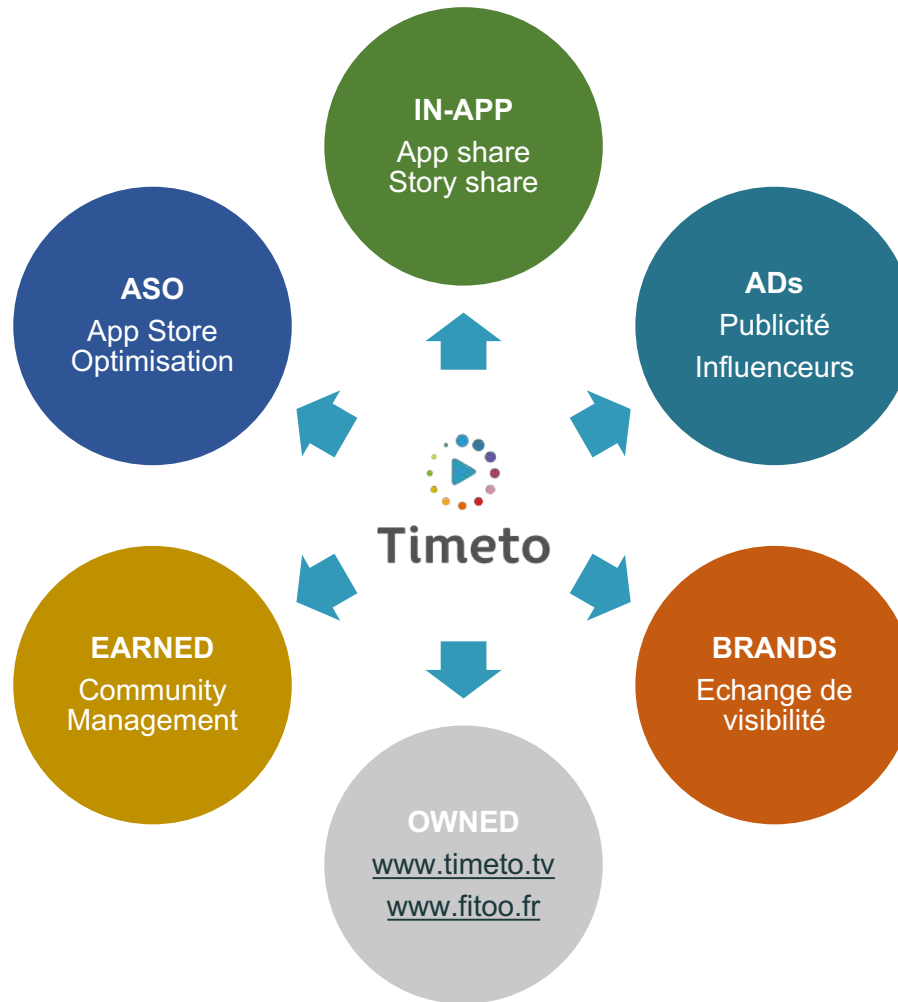 IN-APP
App share
Story share
ADs
Publicité
Influenceurs
BRANDS
Echange de
visibilité
OWNED
www.timeto.tv
www.fitoo.fr
EARNED
Community
Management
ASO
App Store
Optimisation
Timeto